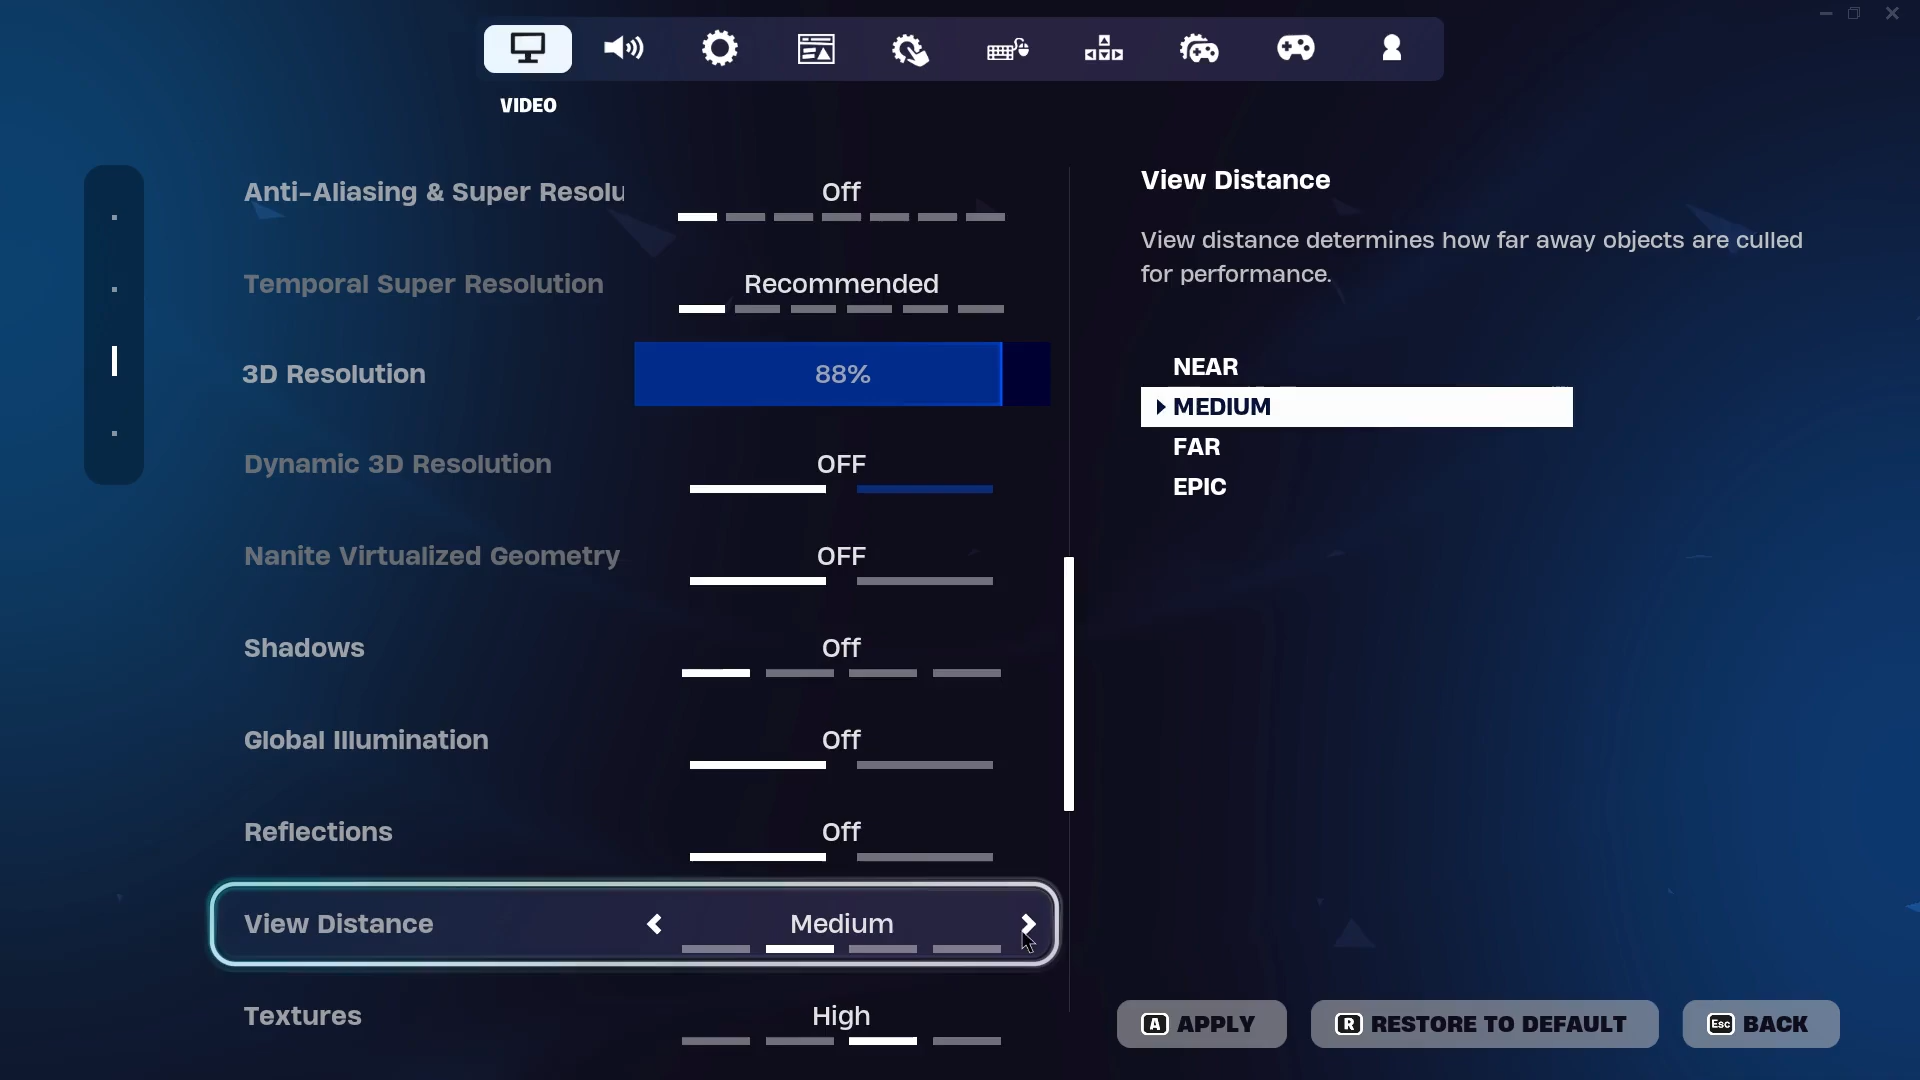 VIDEO
Anti-Aliasing & Super Resolu
Off
Temporal Super Resolution
Recommended
3D Resolution
88%
Dynamic 3D Resolution
OFF
Nanite Virtualized Geometry
OFF
Shadows
Off
Global Illumination
Off
Reflections
Off
View Distance
Medium
Textures
High
View Distance
View distance determines how far away objects are culled
for performance.
NEAR
MEDIUM
FAR
EPIC
A APPLY
R RESTORE TO DEFAULT
Esc BACK